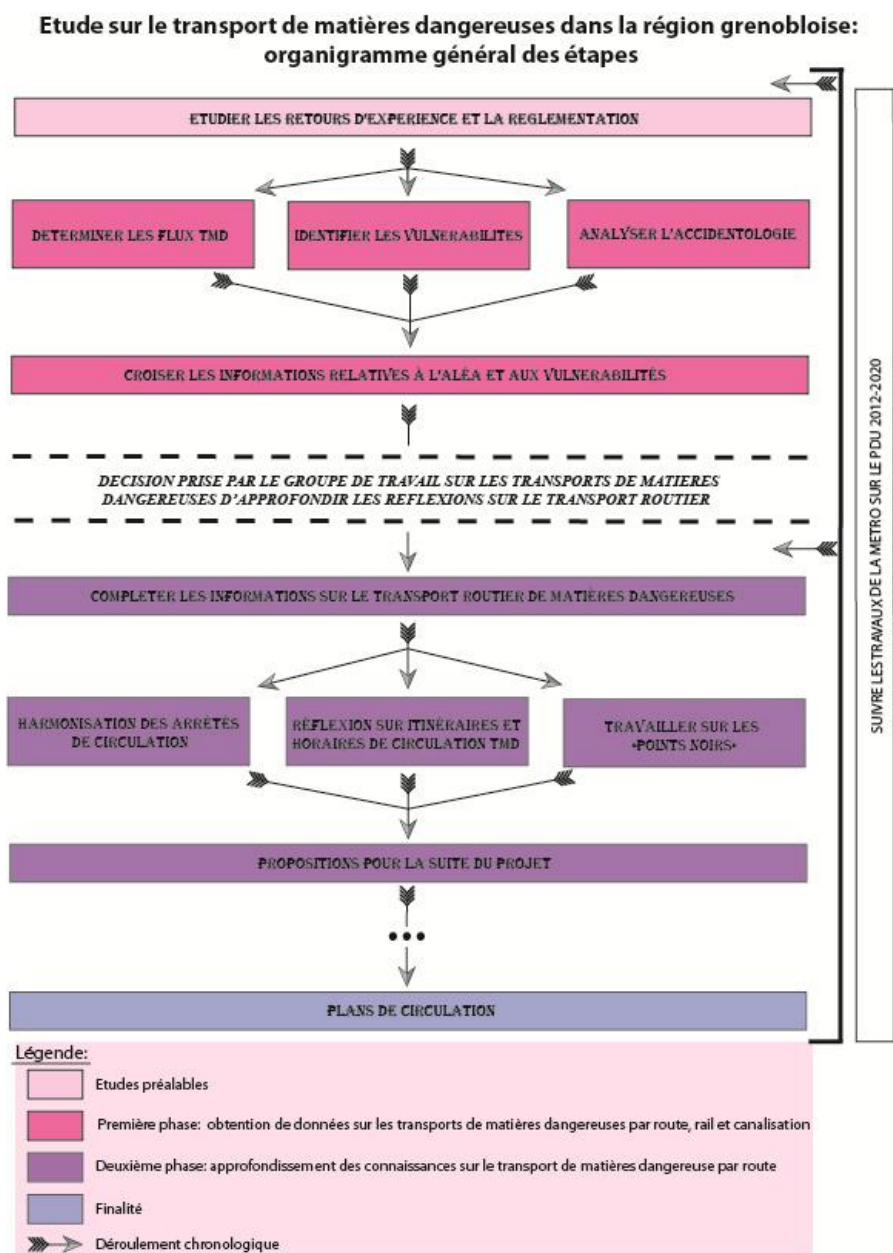 Etude sur le transport de matières dangereuses dans la région grenobloise:
organigramme général des étapes
ETUDIER LES RETOURS D'EXPERIENCE ET LA REGLEMENTATION
DETERMINER LES FLUX TMD
IDENTIFIER LES VULNERABILITES
ANALYSER L'ACCIDENTOLOGIE
CROISER LES INFORMATIONS RELATIVES À L'ALÉA ET AUX VULNERABILITÉS
DECISION PRISE PAR LE GROUPE DE TRAVAIL SUR LES TRANSPORTS DE MATIERES
DANGEREUSES D'APPROFONDIR LES REFLEXIONS SUR LE TRANSPORT ROUTIER
COMPLETER LES INFORMATIONS SUR LE TRANSPORT ROUTIER DE MATIÈRES DANGEREUSES
HARMONISATION DES ARRÊTÉS
DE CIRCULATION
RÉFLEXION SUR ITINÉRAIRES ET
HORAIRES DE CIRCULATION TMD
TRAVAILLER SUR LES
«POINTS NOIRS»
PROPOSITIONS POUR LA SUITE DU PROJET
•••
PLANS DE CIRCULATION
SUIVRE LESTRAVAUX DE LA METRO SUR LE PDU 2012-2020
Légende:
Etudes préalables
Première phase: obtention de données sur les transports de matières dangereuses par route, rail et canalisation
Deuxième phase: approfondissement des connaissances sur le transport de matières dangereuse par route
Finalité
Déroulement chronologique